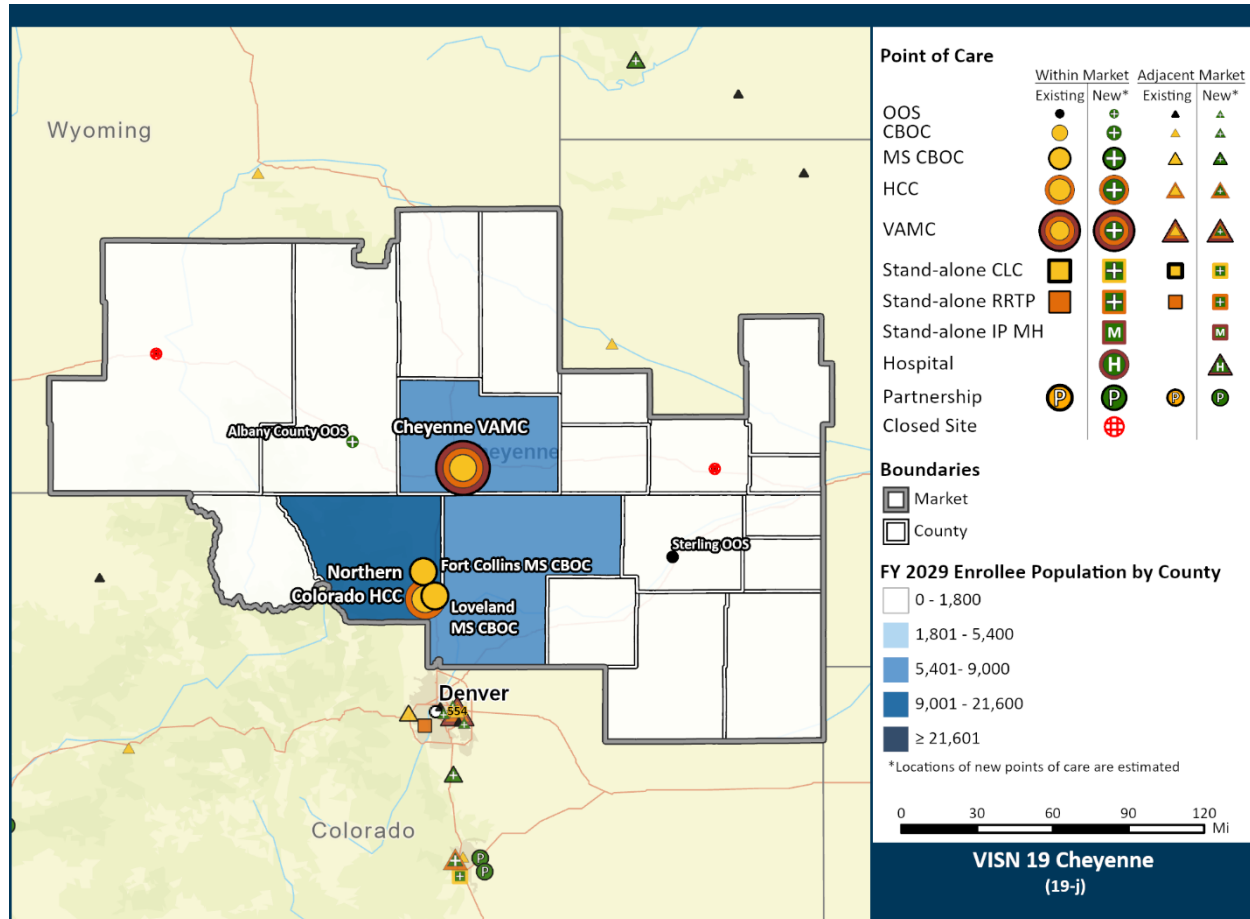 Wyoming
Albany County OOS
Cheyenne VAMC
Cheyenne
Sterling OOS
Northern
Colorado HCC
Fort Collins MS CBOC
Loveland
MS CBOC
Denver
554
Colorado
P
P
Point of Care
Within Market Adjacent Market
Existing New* Existing New*
OOS
CBOC
MS CBOC
HCC
VAMC
Stand-alone CLC
Stand-alone RRTP
Stand-alone IP MH M M
Hospital H H
Partnership P P P P
Closed Site
Boundaries
Market
County
FY 2029 Enrollee Population by County
0 - 1,800
1,801 - 5,400
5,401- 9,000
9,001 - 21,600
≥ 21,601
*Locations of new points of care are estimated
0 30 60 90 120
Mi
VISN 19 Cheyenne
(19-j)